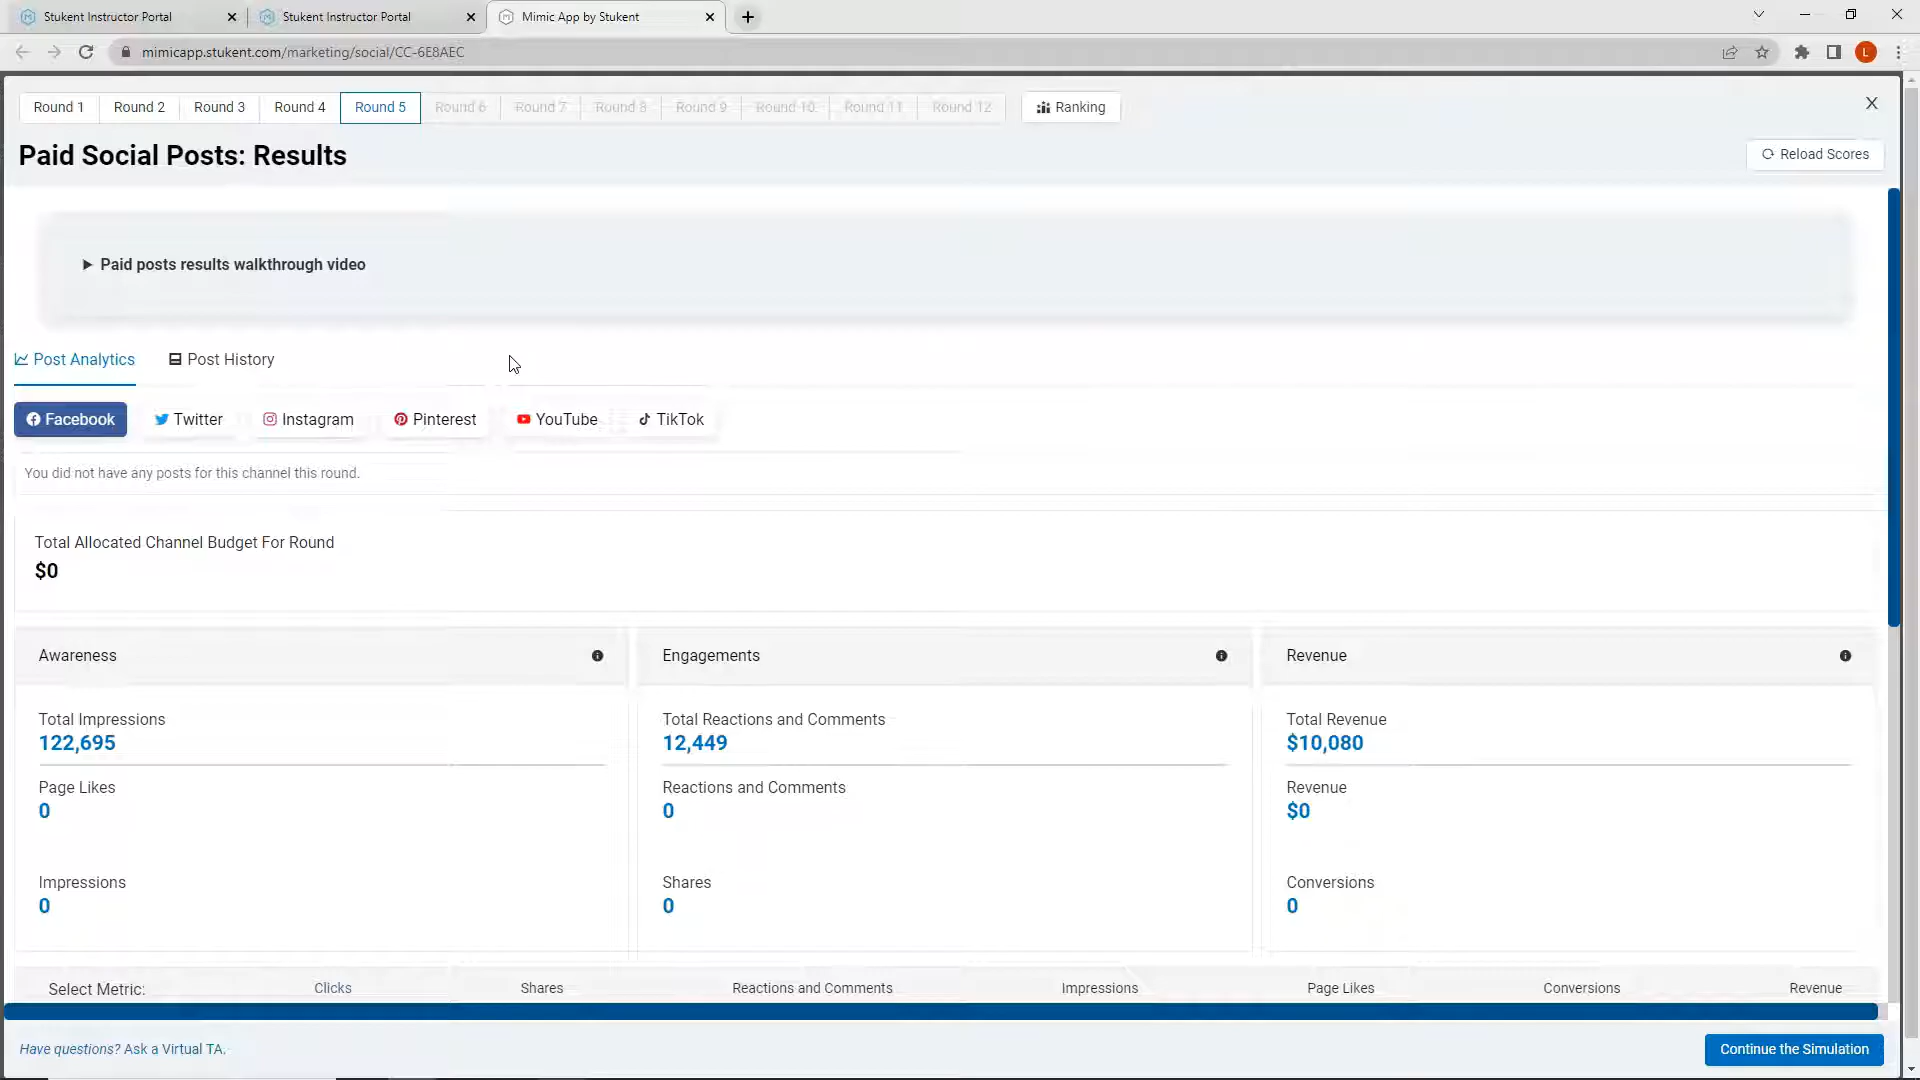 Stukent Instructor Portal Stukent Instructor Portal Mimic App by Stukent
mimicapp.stukent.com/marketing/social/CC-6E8AEC L
Round 1 Round 2 Round 3 Round 4 Round 5 Round 6 Round 7 Round 8 Round 9 Round 10 Round 11 Round 12 Ranking
Paid Social Posts: Results
Reload Scores
Paid posts results walkthrough video
Post Analytics Post History
Facebook Twitter Instagram Pinterest YouTube TikTok
You did not have any posts for this channel this round.
Total Allocated Channel Budget For Round
$0
Awareness Engagements Revenue
Total Impressions Total Reactions and Comments Total Revenue
122,695 12,449 $10,080
Page Likes Reactions and Comments Revenue
0 0 $0
Impressions Shares Conversions
0 0 0
Select Metric: Clicks Shares Reactions and Comments Impressions Page Likes Conversions Revenue
Have questions? Ask a Virtual TA.
Continue the Simulation